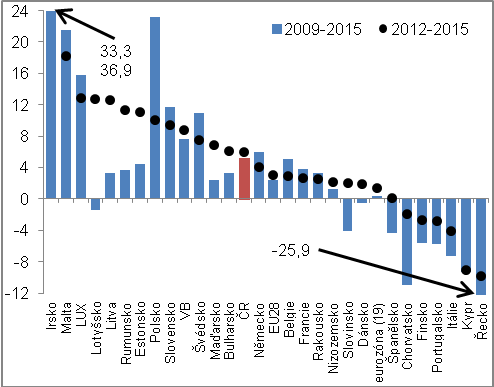 2009-2015 2012-2015
24
20
16
12
8
4
0
-4
-8
-12
33,3
36,9
-25,9
Irsko
Malta
LUX
Lotyšsko
Litva
Rumunsko
Estonsko
Polsko
Slovensko
VB
Švédsko
Maďarsko
Bulharsko
ČR
Německo
EU28
Belgie
Francie
Rakousko
Nizozemsko
Slovinsko
Dánsko
eurozóna (19)
Španělsko
Chorvatsko
Finsko
Portugalsko
Itálie
Kypr
Řecko